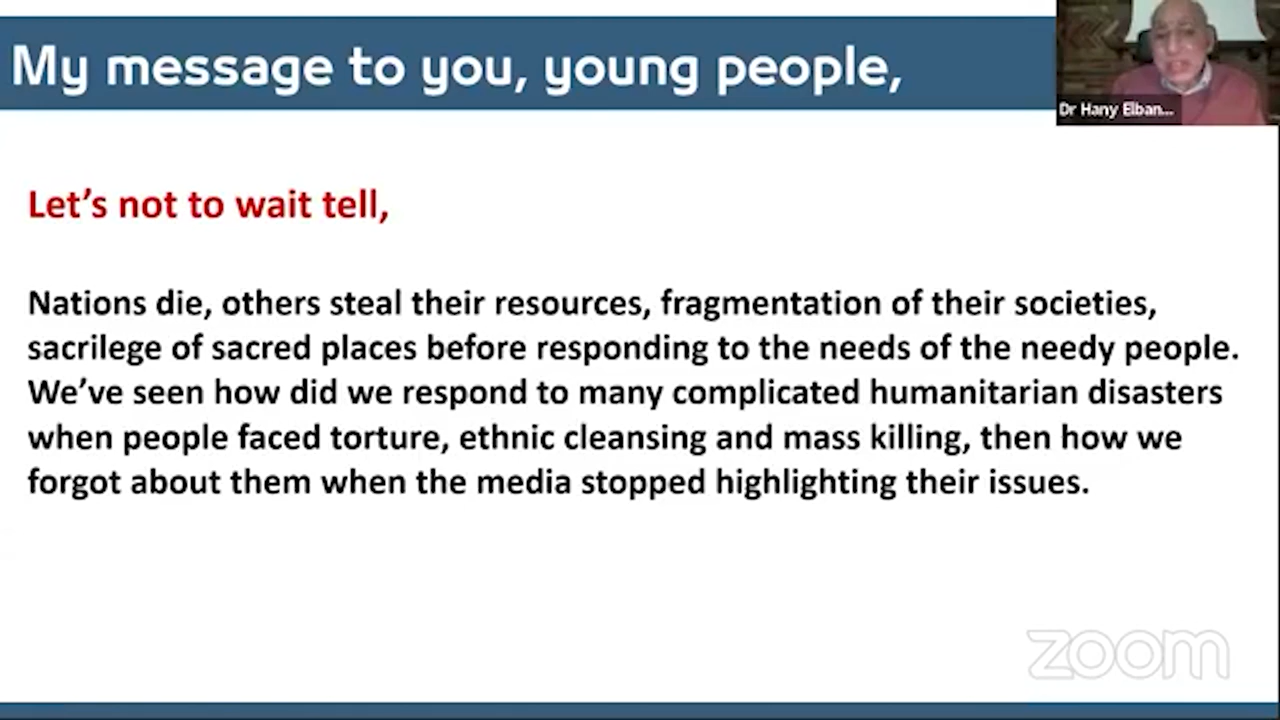 My message to you, young people,
Dr Hany Elban...
Let's not to wait tell,
Nations die, others steal their resources, fragmentation of their societies,
sacrilege of sacred places before responding to the needs of the needy people.
We've seen how did we respond to many complicated humanitarian disasters
when people faced torture, ethnic cleansing and mass killing, then how we
forgot about them when the media stopped highlighting their issues.
zoom